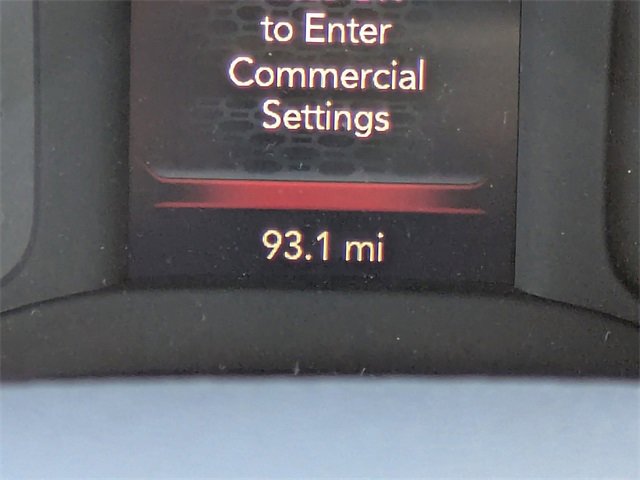 to Enter
Commercial
Settings
93.1 mi